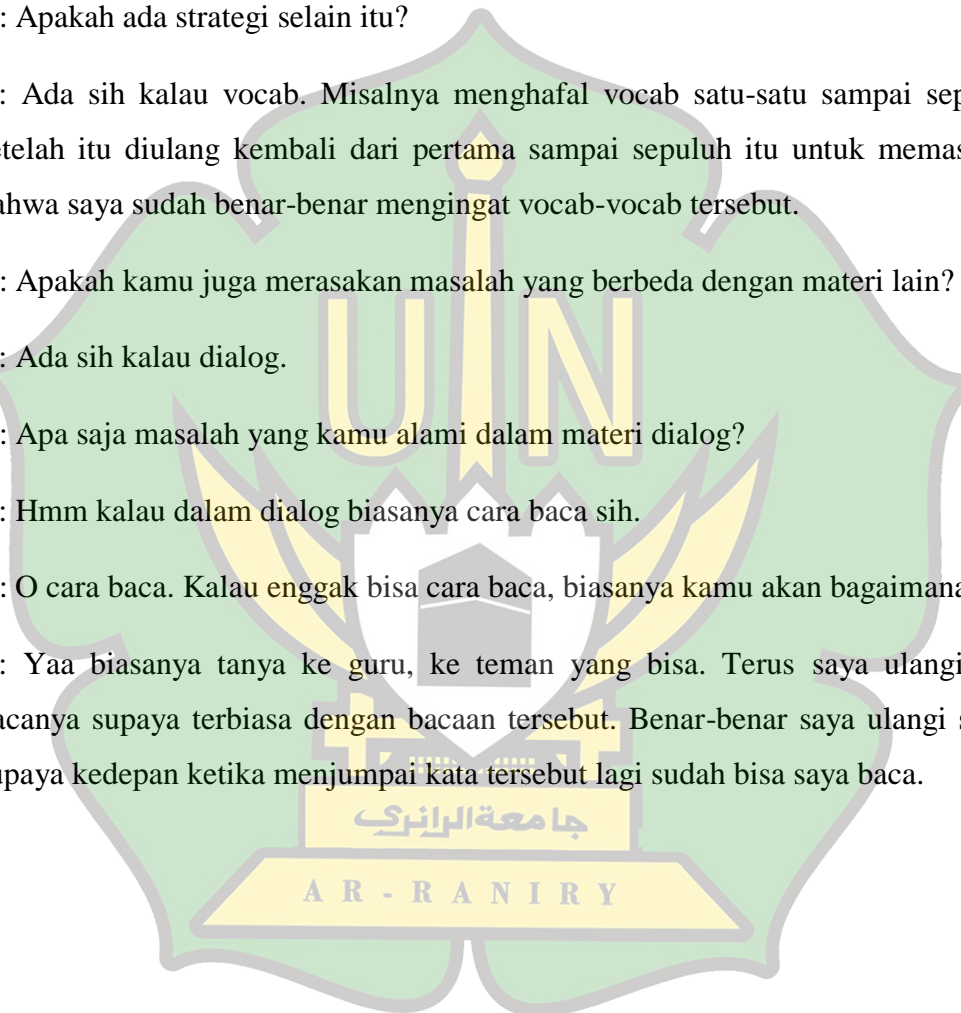 : Apakah ada strategi selain itu?
: Ada sih kalau vocab. Misalnya menghafal vocab satu-satu sampai
itu diulang kembali dari pertama sampai sepuluh itu untuk
saya sudah benar-benar mengingat vocab-vocab tersebut.
: Apakah kamu juga merasakan masalah yang berbeda dengan materi lain?
: Ada sih kalau dialog.
: Apa saja masalah yang kamu alami dalam materi dialog?
: Hmm kalau dalam dialog biasanya cara baca sih.
: O cara baca. Kalau enggak bisa cara baca, biasanya kamu akan bagaimana
: Yaa biasanya tanya ke guru, ke teman yang bisa. Terus saya ulangi
supaya terbiasa dengan bacaan tersebut. Benar-benar saya ulangi
kedepan ketika menjumpai kata tersebut lagi sudah bisa saya baca.
UIN
جامعة الرانري
AR-RANIRY